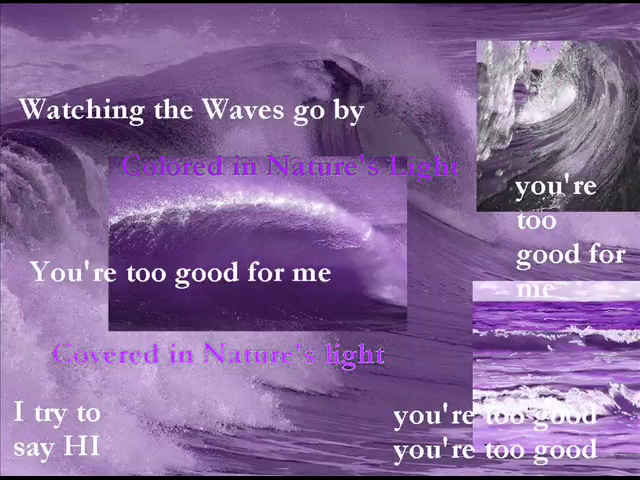 Watching the Waves go by
Colored in Nature's Light
you're
too
good for
me
You're too good for me
Covered in Nature's light
I try to
say HI
you're too good
you're too good